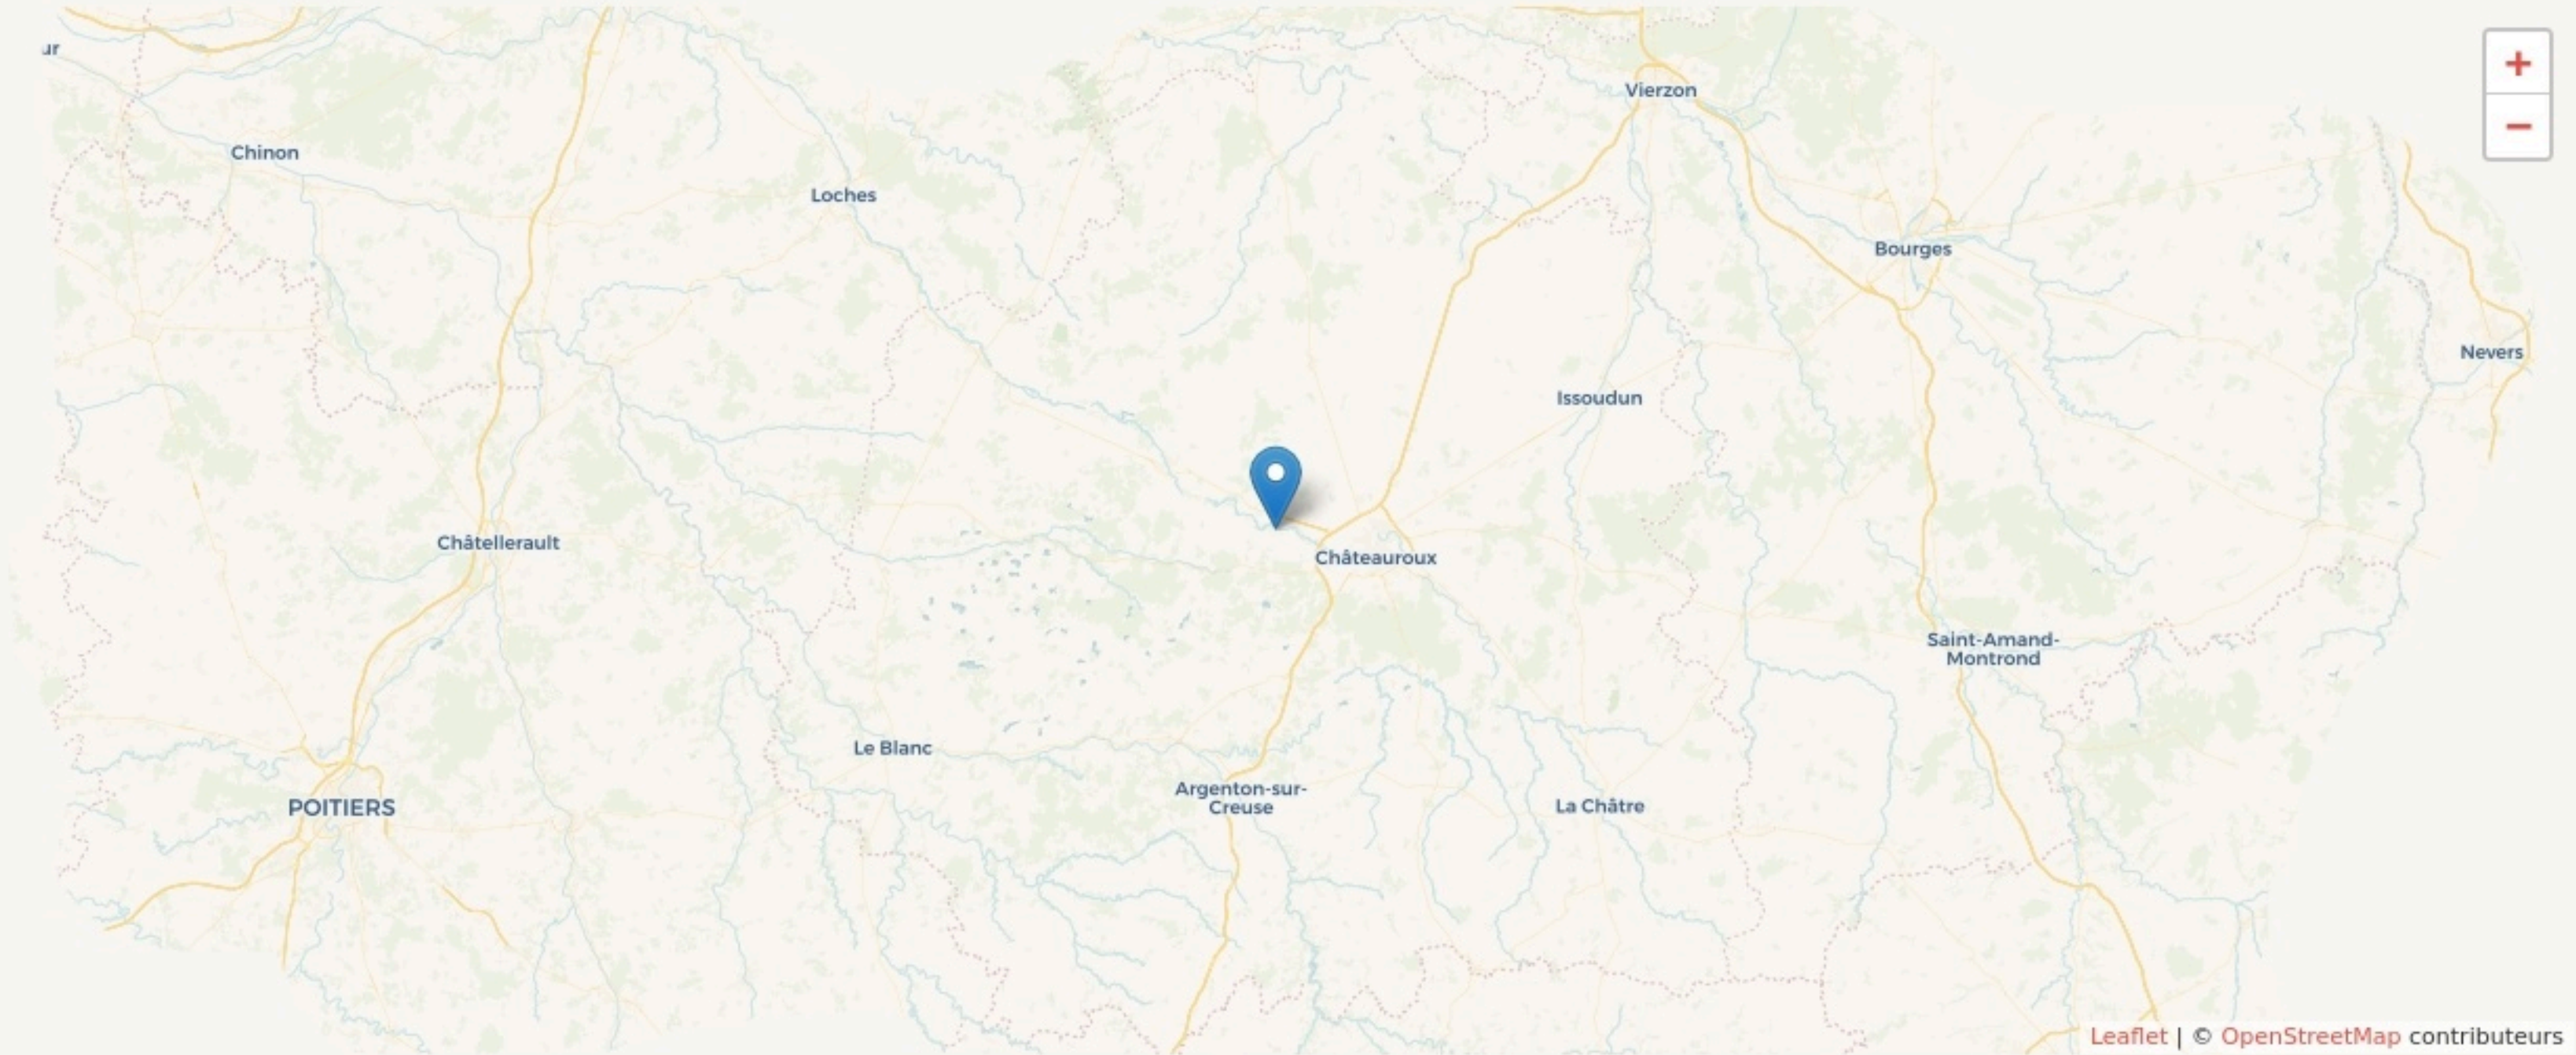 ur
Vierzon
Chinon
Loches
Bourges
Nevers
Issoudun
Châtellerault
Châteauroux
Saint-Amand-
Montrond
Le Blanc
Argenton-sur-
Creuse
La Châtre
POITIERS
+
−
Leaflet | © OpenStreetMap contributeurs